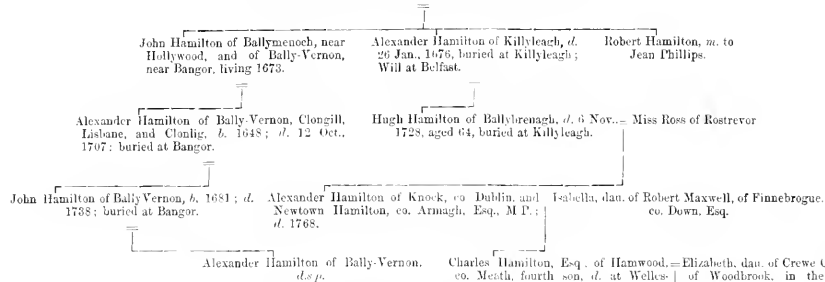 John Hamilton of Ballymenoch, near
Hollywood, and of Bally-Vernon,
near Bangor, living 1673.
Alexander Hamilton of Killyleagh, d.
26 Jan., 1676, buried at Killyleagh;
Will at Belfast.
Robert Hamilton, m. to
Jean Phillips.
Alexander Hamilton of Bally-Vernon, Clongill,
Lisbane, and Clonlig, b. 1648; d. 12 Oct.,
1707: buried at Bangor.
Hugh Hamilton of Ballybrenagh, d. 6 Nov.,
1728, aged 64, buried at Killyleagh.
= Miss Ross of Rostrevor
John Hamilton of Bally Vernon, b. 1681; d.
1738; buried at Bangor.
Alexander Hamilton of Knock, co Dublin, and
Newtown Hamilton, co. Armagh, Esq., M P.;
d. 1768.
Isabella, dau. of Robert Maxwell, of Finnebrogue,
co. Down, Esq.
Alexander Hamilton of Bally-Vernon.
d.s.p.
Charles Hamilton, Esq. of Hamwood,
co. Meath, fourth son, d. at Welles-
=Elizabeth, dau. of Crewe
of Woodbrook, in the